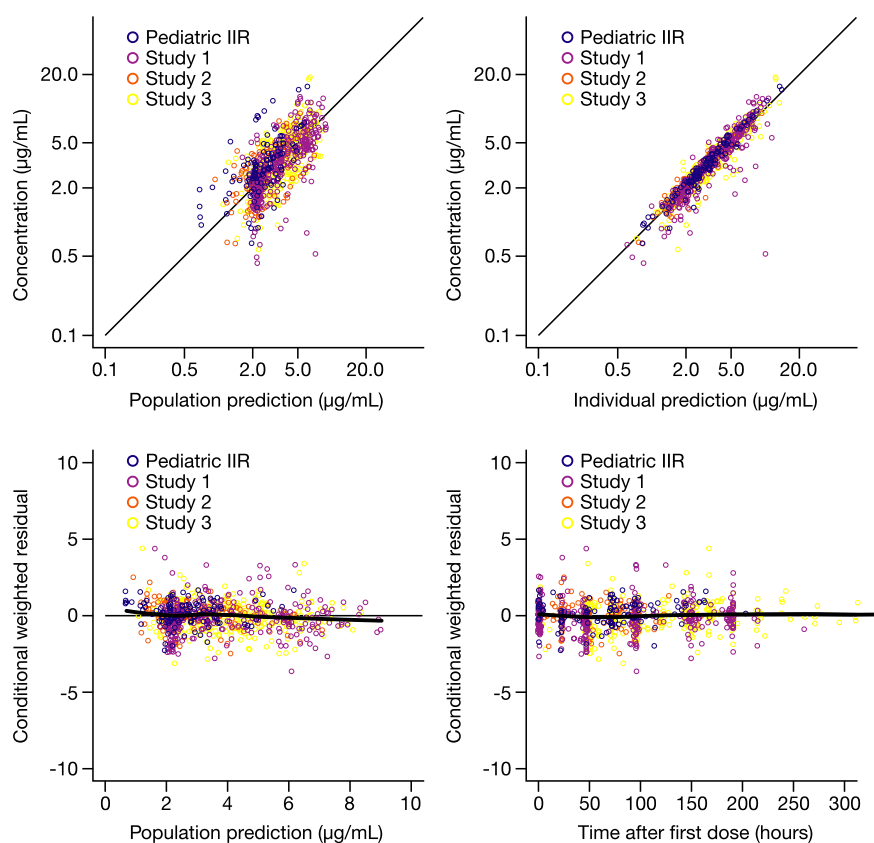 Pediatric IIR
Study 1
Study 2
Study 3
20.0
5.0
2.0
0.5
0.1
Concentration (µg/mL)
0.1 0.5 2.0 5.0 20.0
Population prediction (µg/mL)
Pediatric IIR
Study 1
Study 2
Study 3
20.0
5.0
2.0
0.5
0.1
Concentration (µg/mL)
0.1 0.5 2.0 5.0 20.0
Individual prediction (µg/mL)
Pediatric IIR
Study 1
Study 2
Study 3
10
5
0
-5
-10
Conditional weighted residual
0 2 4 6 8 10
Population prediction (µg/mL)
Pediatric IIR
Study 1
Study 2
Study 3
10
5
0
-5
-10
Conditional weighted residual
0 50 100 150 200 250 300
Time after first dose (hours)